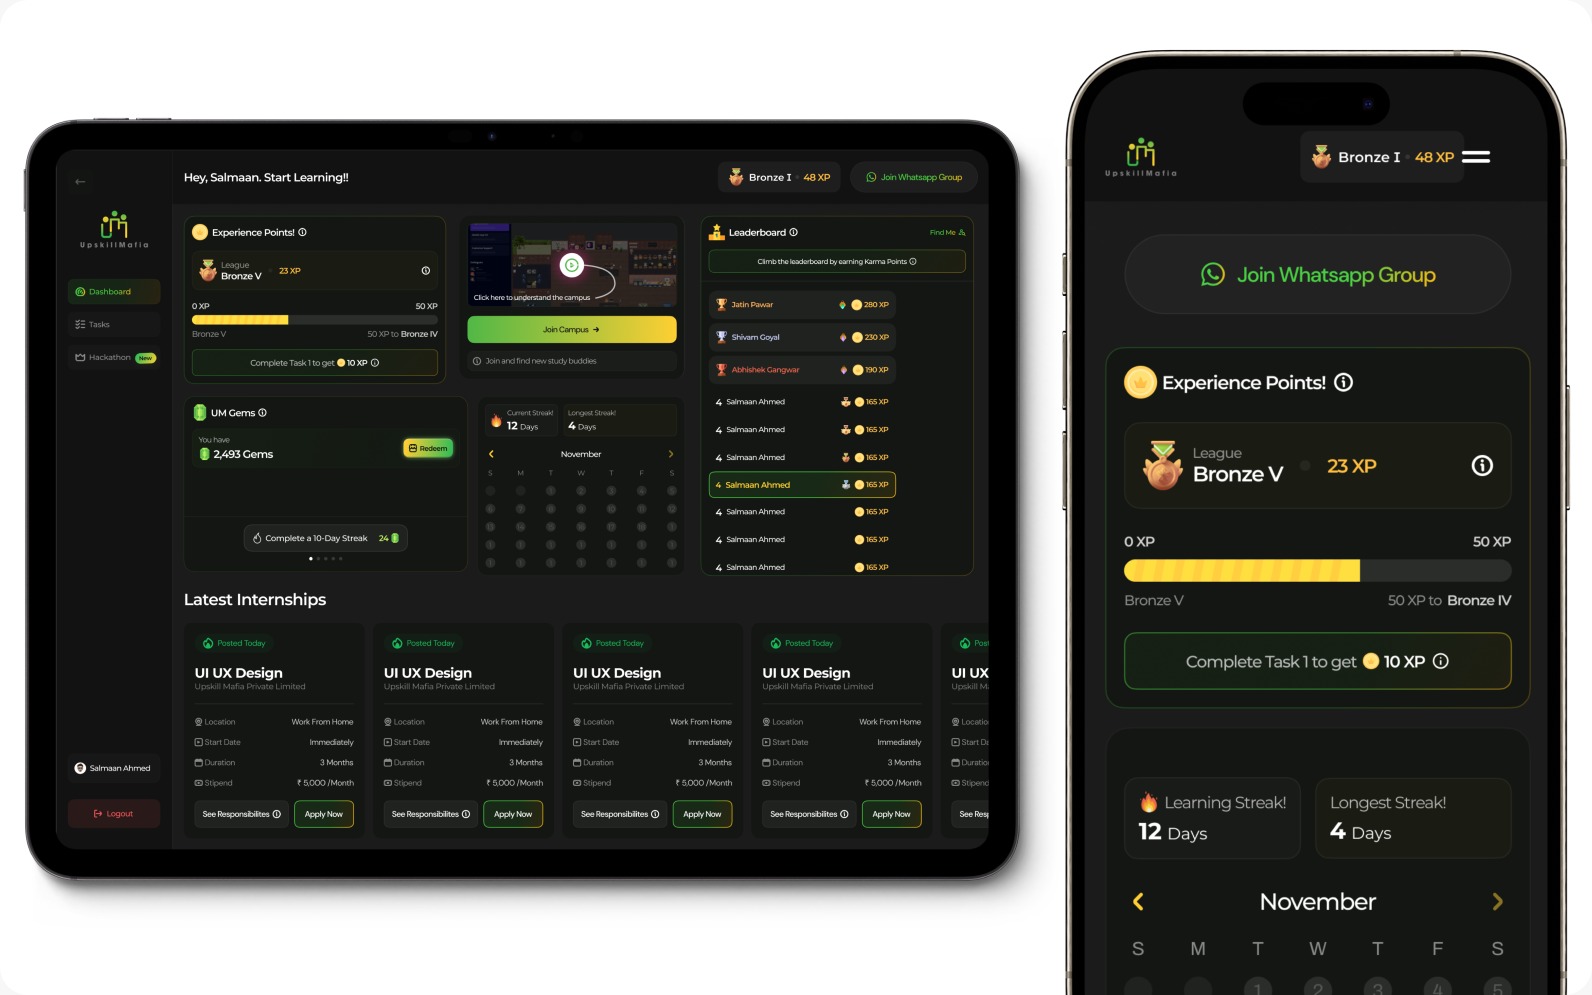 Hey, Salmaan. Start Learning!!
Bronze I • 48 XP
Join Whatsapp Group
UpskillMafia
Dashboard
Tasks
Hackathon New
Salmaan Ahmed
Logout
Experience Points!
League
Bronze V 23 XP
0 XP 50 XP
Bronze V 50 XP to Bronze IV
Complete Task 1 to get 10 XP
Click here to understand the campus
Join Campus →
Join and find new study buddies
Leaderboard Find Me
Climb the leaderboard by earning Karma Points
Jatin Pawar 280 XP
Shivam Goyal 230 XP
Abhishek Gangwar 190 XP
4 Salmaan Ahmed 165 XP
4 Salmaan Ahmed 165 XP
4 Salmaan Ahmed 165 XP
4 Salmaan Ahmed 165 XP
4 Salmaan Ahmed 165 XP
4 Salmaan Ahmed 165 XP
4 Salmaan Ahmed 165 XP
UM Gems
You have
2,493 Gems
Redeem
Complete a 10-Day Streak 24
Current Streak! Longest Streak!
12 Days 4 Days
November
S M T W T F S
Latest Internships
Posted Today
UI UX Design
Upskill Mafia Private Limited
Location Work From Home
Start Date Immediately
Duration 3 Months
Stipend ₹ 5,000 /Month
See Responsibilites Apply Now
Posted Today
UI UX Design
Upskill Mafia Private Limited
Location Work From Home
Start Date Immediately
Duration 3 Months
Stipend ₹ 5,000 /Month
See Responsibilites Apply Now
Posted Today
UI UX Design
Upskill Mafia Private Limited
Location Work From Home
Start Date Immediately
Duration 3 Months
Stipend ₹ 5,000 /Month
See Responsibilites Apply Now
Posted Today
UI UX Design
Upskill Mafia Private Limited
Location Work From Home
Start Date Immediately
Duration 3 Months
Stipend ₹ 5,000 /Month
See Responsibilites Apply Now
UI UX
Upskill M
UpskillMafia
Bronze I • 48 XP
Join Whatsapp Group
Experience Points!
League
Bronze V 23 XP
0 XP 50 XP
Bronze V 50 XP to Bronze IV
Complete Task 1 to get 10 XP
Learning Streak! Longest Streak!
12 Days 4 Days
November
S M T W T F S
1 2 3 4 5